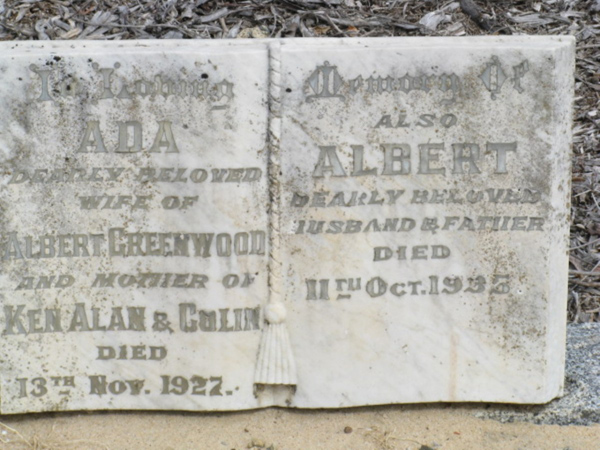 In Loving
ADA
DEARLY BELOVED
WIFE OF
ALBERT GREENWOOD
AND MOTHER OF
KEN ALAN & COLIN
DIED
13TH NOV. 1927.
Memory Of
ALSO
ALBERT
DEARLY BELOVED
HUSBAND & FATHER
DIED
11TH OCT.